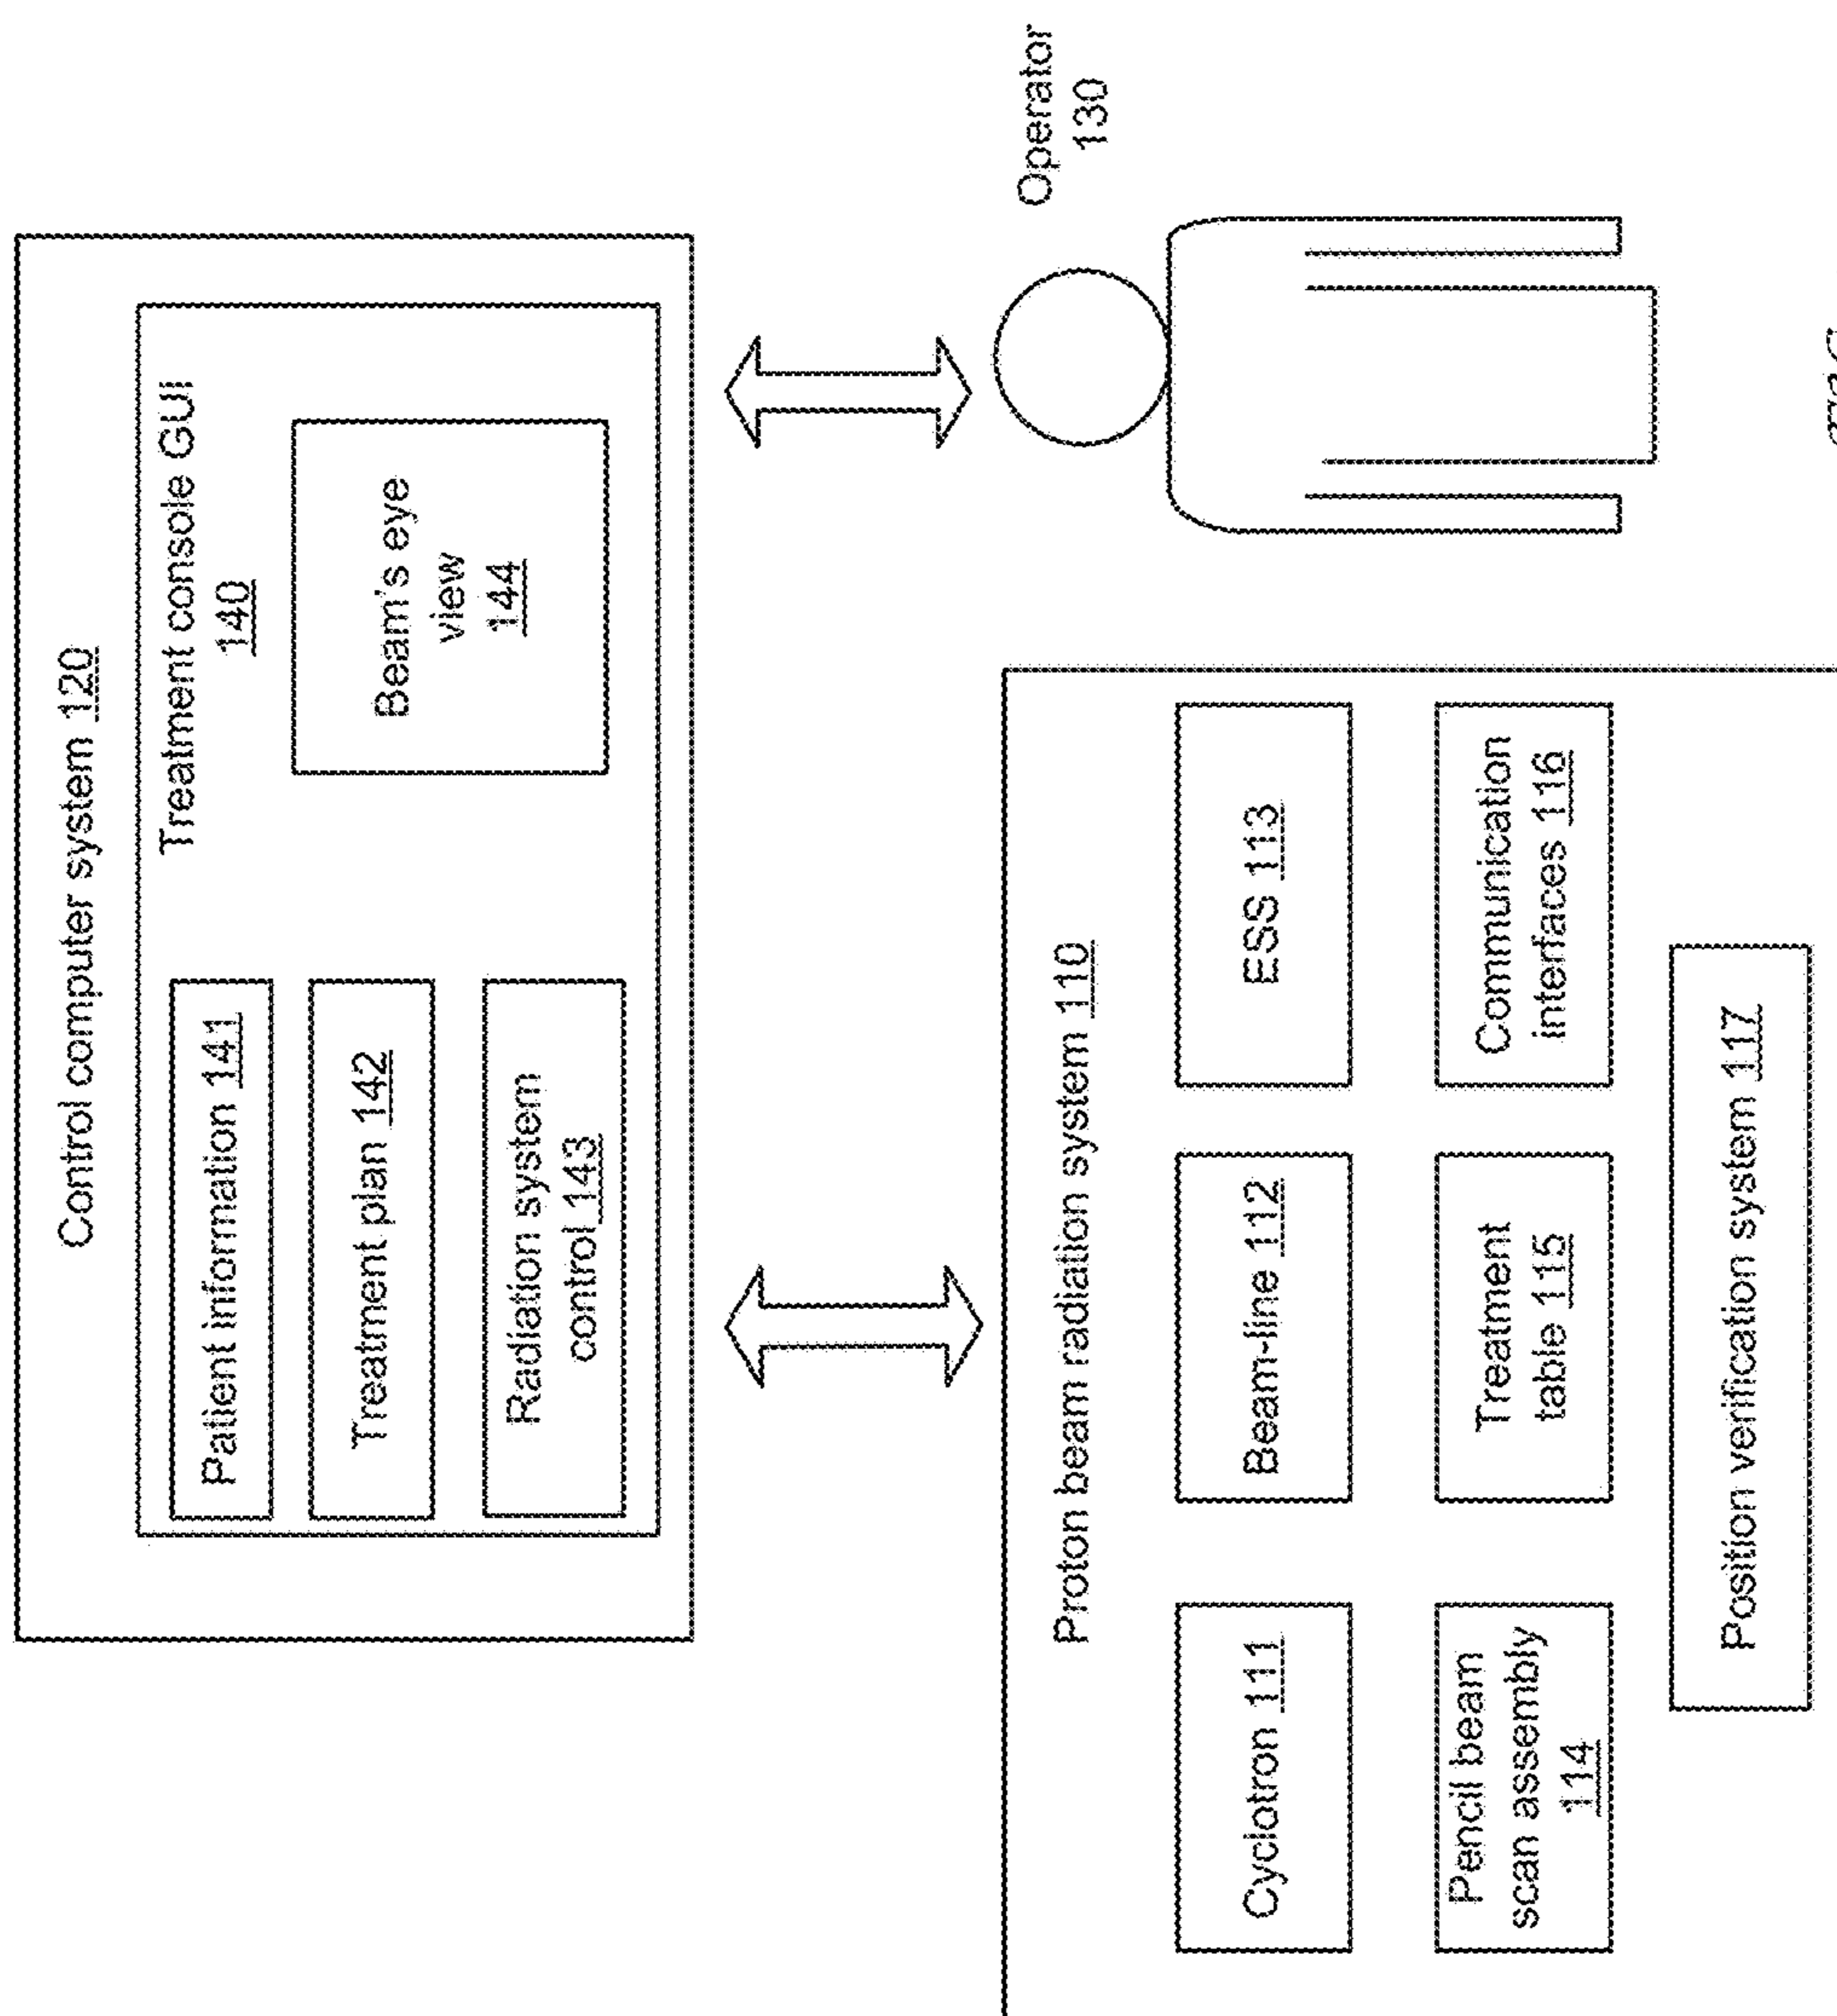 Control computer system 120
Treatment console GUI
140
Patient information 141
Treatment plan 142
Radiation system
control 143
Beam's eye
view
144
Operator
130
Proton beam radiation system 110
Cyclotron 111
Beam-line 112
ESS 113
Pencil beam
scan assembly
114
Treatment
table 115
Communication
interfaces 116
Position verification system 117